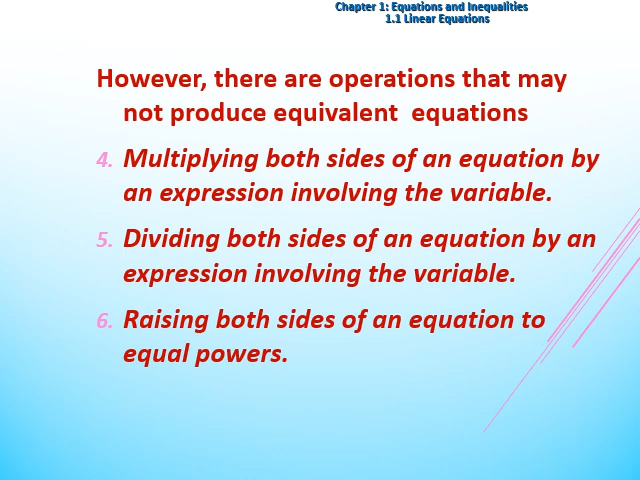 Chapter 1: Equations and Inequalities
1.1 Linear Equations
However, there are operations that may
not produce equivalent equations
4. Multiplying both sides of an equation by
an expression involving the variable.
5. Dividing both sides of an equation by an
expression involving the variable.
6. Raising both sides of an equation to
equal powers.